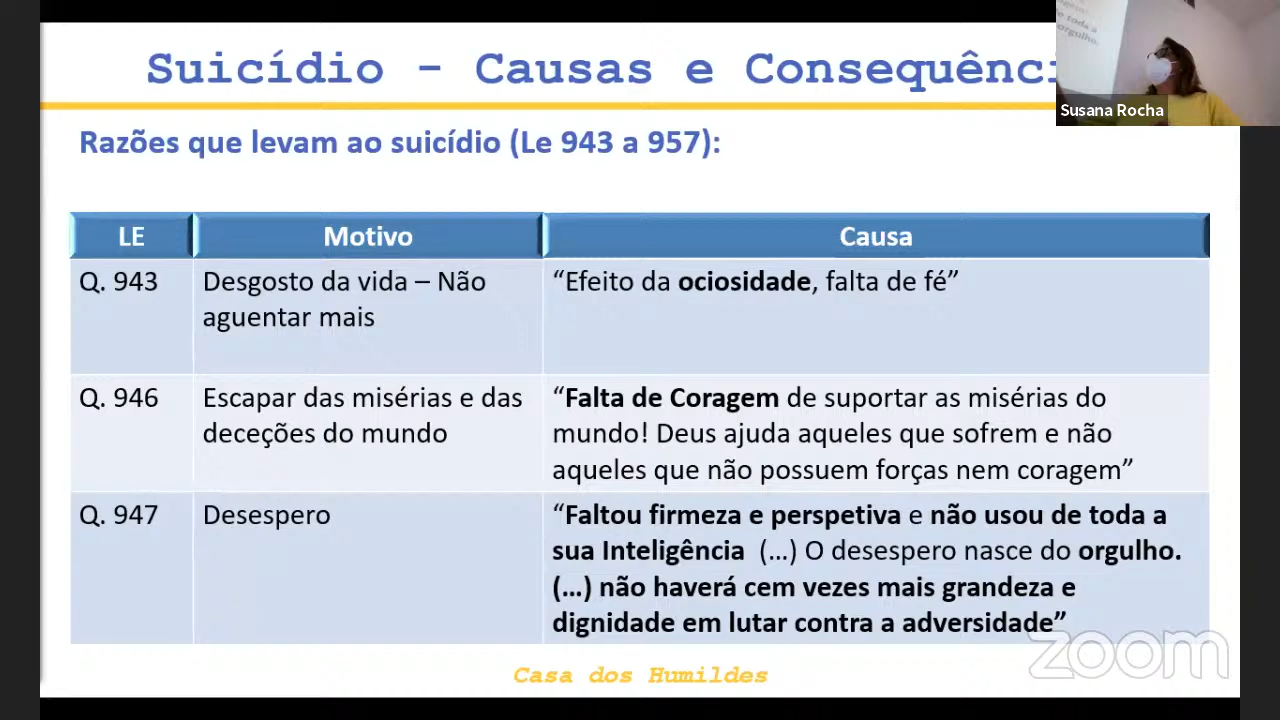 Suicídio - Causas e Consequênci
toda a
orgulho.
Susana Rocha
Razões que levam ao suicídio (Le 943 a 957):
LE
Motivo
Causa
Q. 943
Desgosto da vida – Não
aguentar mais
“Efeito da ociosidade, falta de fé”
Q. 946
Escapar das misérias e das
deceções do mundo
“Falta de Coragem de suportar as misérias do
mundo! Deus ajuda aqueles que sofrem e não
aqueles que não possuem forças nem coragem”
Q. 947
Desespero
“Faltou firmeza e perspetiva e não usou de toda a
sua Inteligência (...) O desespero nasce do orgulho.
(...) não haverá cem vezes mais grandeza e
dignidade em lutar contra a adversidade”
zoom
Casa dos Humildes